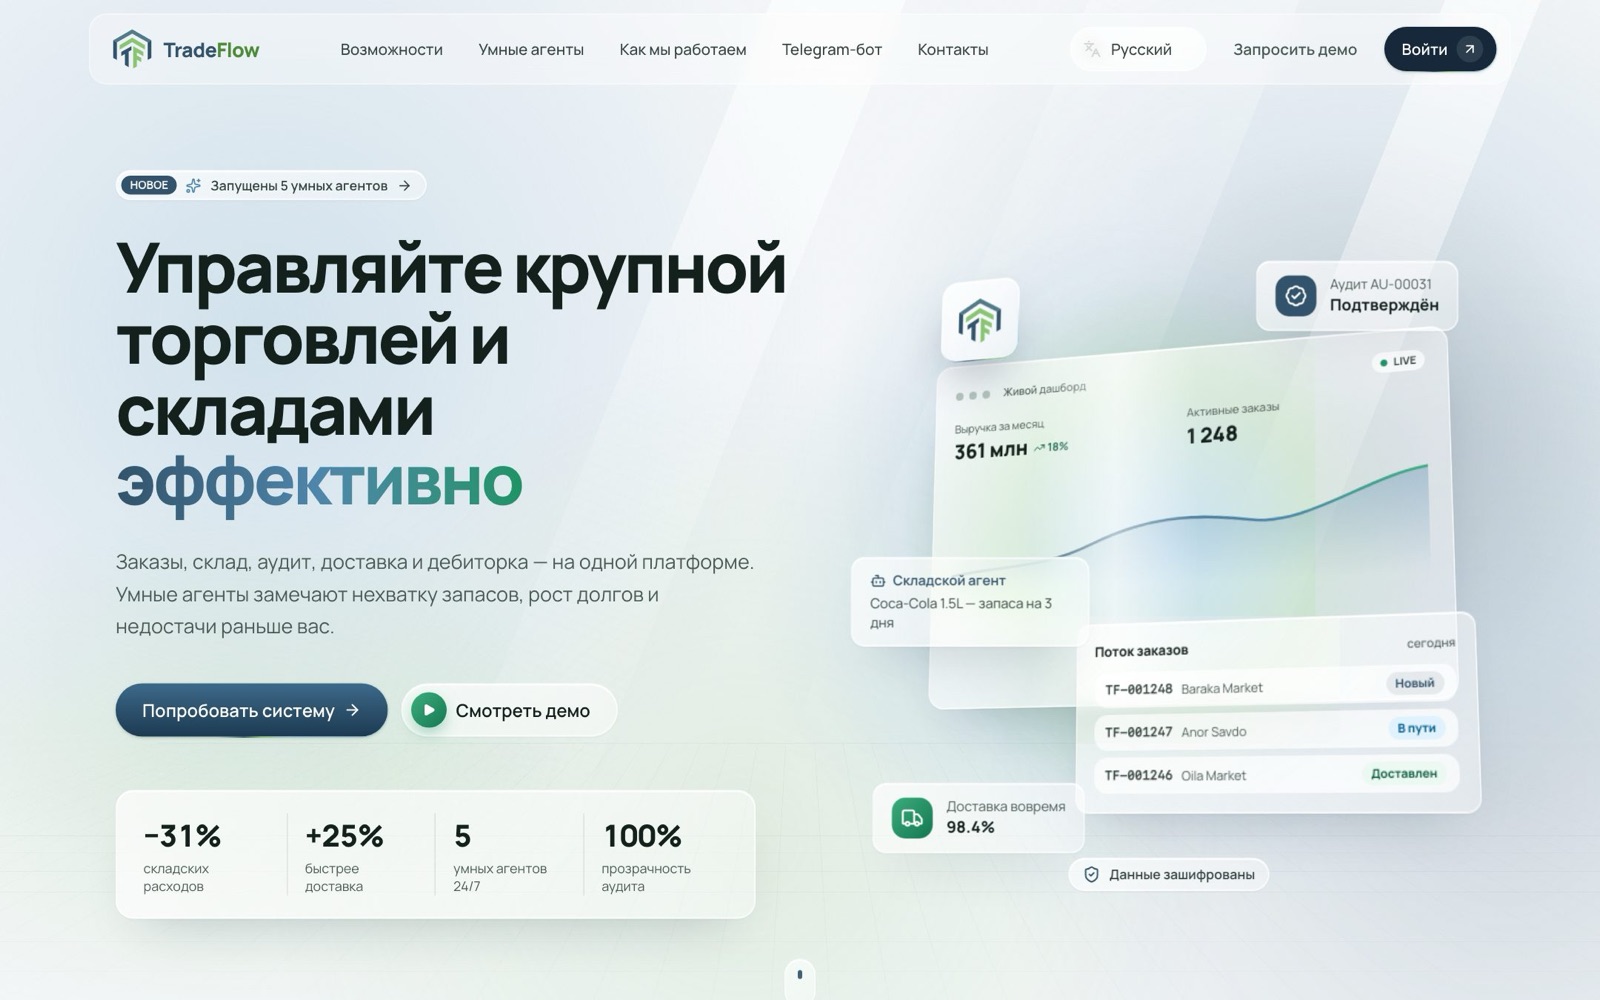 TradeFlow
Возможности
Умные агенты
Как мы работаем
Telegram-бот
Контакты
Русский
Запросить демо
Войти
НОВОЕ Запущены 5 умных агентов →
Управляйте крупной
торговлей и
складами
эффективно
Заказы, склад, аудит, доставка и дебиторка — на одной платформе.
Умные агенты замечают нехватку запасов, рост долгов и
недостачи раньше вас.
Попробовать систему →
Смотреть демо
−31%
складских
расходов
+25%
быстрее
доставка
5
умных агентов
24/7
100%
прозрачность
аудита
TF
Аудит AU-00031
Подтверждён
LIVE
Живой дашборд
Выручка за месяц
361 млн 18%
Активные заказы
1 248
Складской агент
Coca-Cola 1.5L — запаса на 3
дня
Поток заказов
сегодня
TF-001248 Baraka Market Новый
TF-001247 Anor Savdo В пути
TF-001246 Oila Market Доставлен
Доставка вовремя
98.4%
Данные зашифрованы